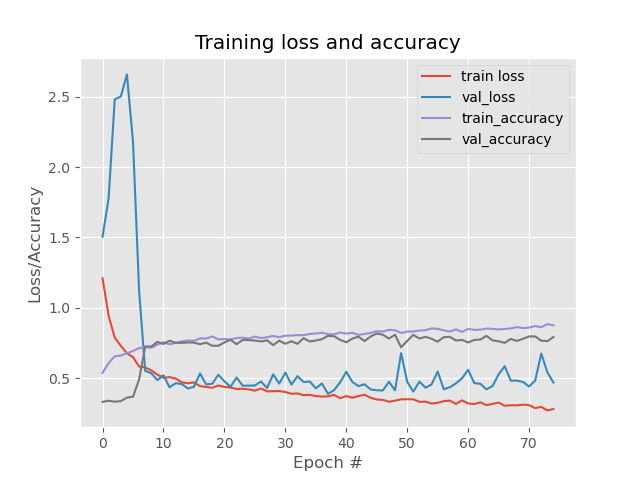 Training loss and accuracy
train loss
val_loss
train_accuracy
val_accuracy
Loss/Accuracy
2.5
2.0
1.5
1.0
0.5
0 10 20 30 40 50 60 70
Epoch #